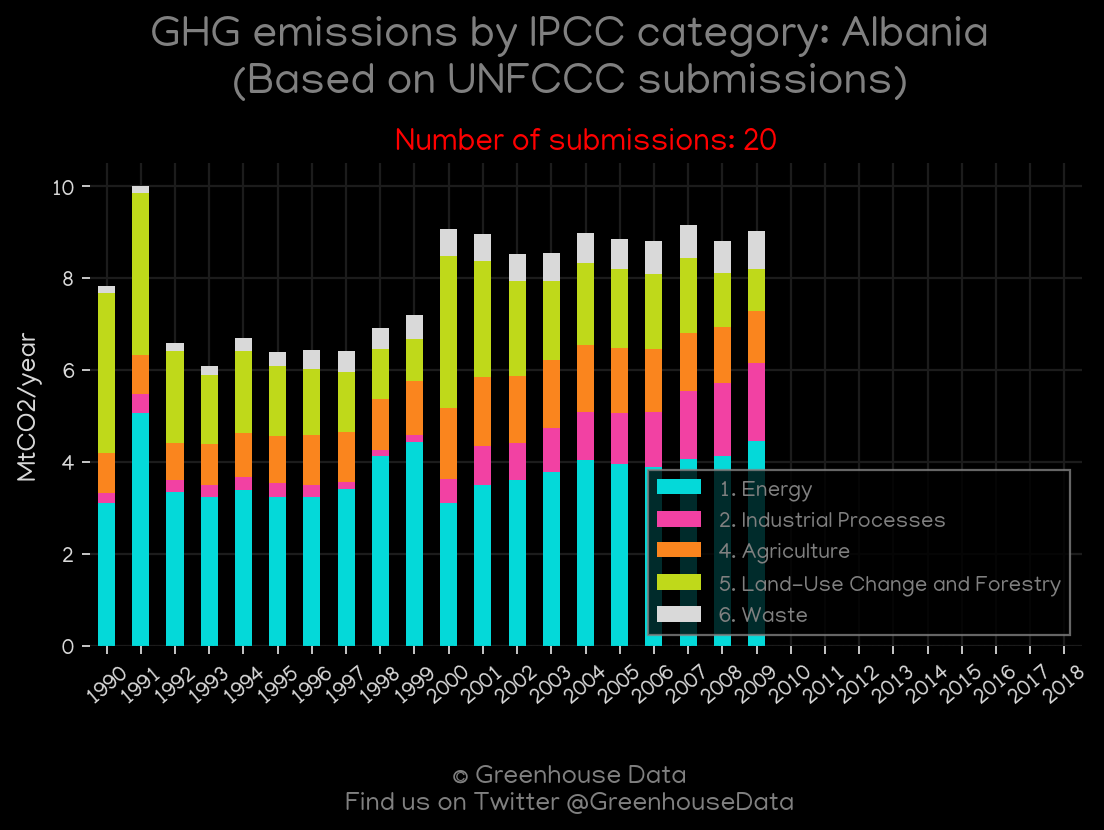 GHG emissions by IPCC category: Albania
(Based on UNFCCC submissions)
Number of submissions: 20
10
8
6
4
2
0
MtCO2/year
1. Energy
2. Industrial Processes
4. Agriculture
5. Land-Use Change and Forestry
6. Waste
1990 1991 1992 1993 1994 1995 1996 1997 1998 1999 2000 2001 2002 2003 2004 2005 2006 2007 2008 2009 2010 2011 2012 2013 2014 2015 2016 2017 2018
© Greenhouse Data
Find us on Twitter @GreenhouseData